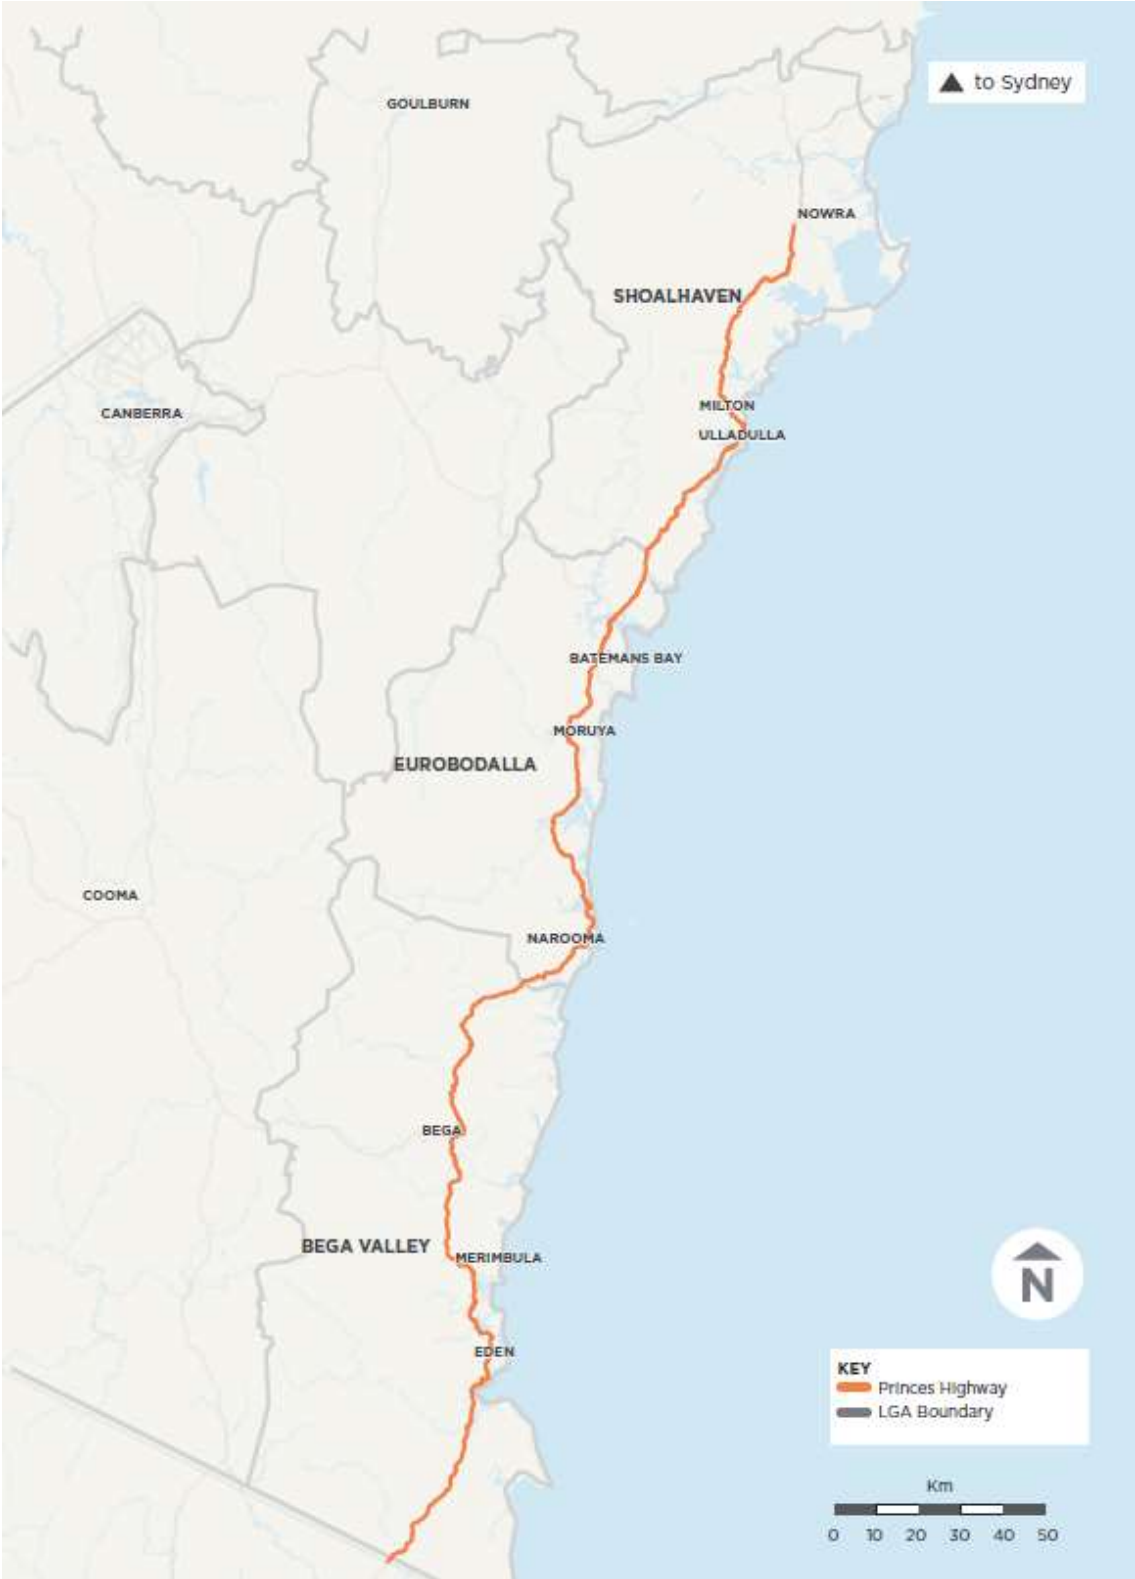 to Sydney
GOULBURN
NOWRA
SHOALHAVEN
MILTON
CANBERRA
ULLADULLA
BATEMANS BAY
MORUYA
EUROBODALLA
COOMA
NAROOMA
BEGA
BEGA VALLEY
MERIMBULA
N
EDEN
KEY
Princes Highway
LGA Boundary
Km
0 10 20 30 40 50